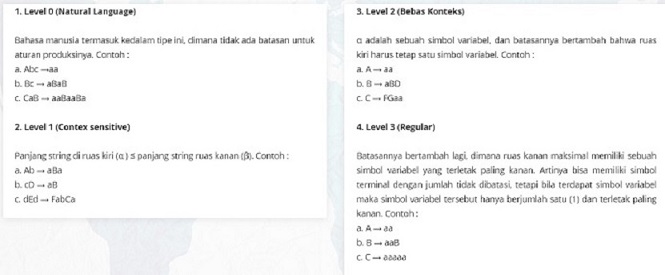 1. Level 0 (Natural Language)
Bahasa manusia termasuk kedalam tipe ini, dimana tidak ada batasan untuk
aturan produksinya. Contoh :
a. Abc →aa
b. Bc → aBaB
c. CaB → aaBaaBa
2. Level 1 (Contex sensitive)
Panjang string di ruas kiri (α ) ≤ panjang string ruas kanan (β). Contoh :
a. Ab → aBa
b. cD → aB
c. dEd → FabCa
3. Level 2 (Bebas Konteks)
α adalah sebuah simbol variabel, dan batasannya bertambah bahwa ruas
kiri harus tetap satu simbol variabel. Contoh :
a. A → aa
b. B → aBD
c. C → FGaa
4. Level 3 (Regular)
Batasannya bertambah lagi, dimana ruas kanan maksimal memiliki sebuah
simbol variabel yang terletak paling kanan. Artinya bisa memiliki simbol
terminal dengan jumlah tidak dibatasi, tetapi bila terdapat simbol variabel
maka simbol variabel tersebut hanya berjumlah satu (1) dan terletak paling
kanan. Contoh :
a. A → aa
b. B → aaB
c. C → aaaaa